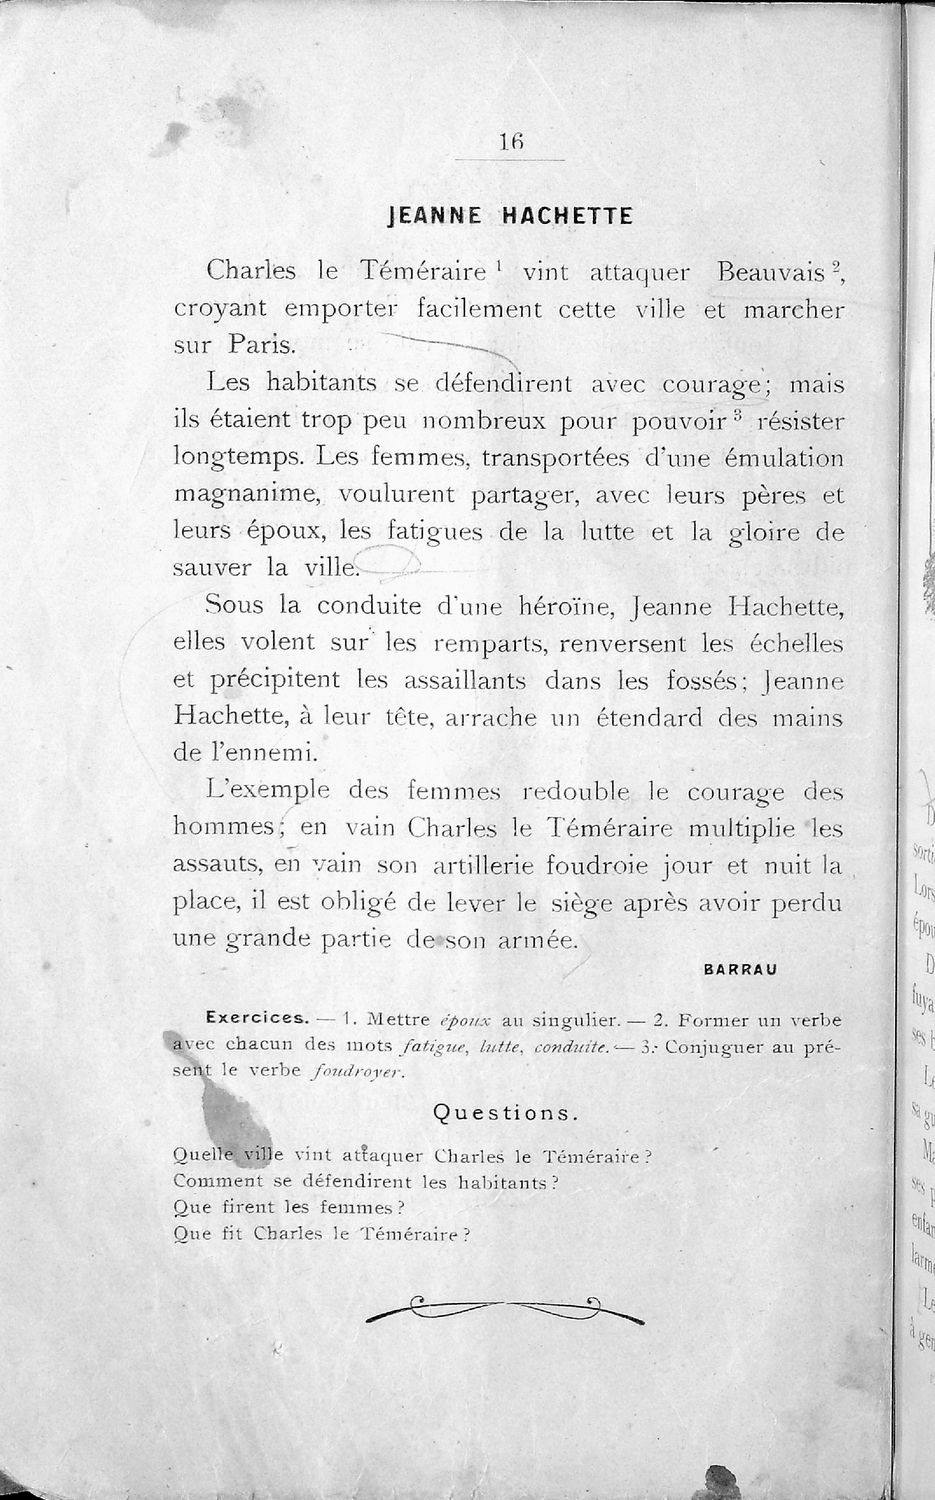 16
JEANNE HACHETTE
Charles le Téméraire ¹ vint attaquer Beauvais ²,
croyant emporter facilement cette ville et marcher
sur Paris.
Les habitants se défendirent avec courage; mais
ils étaient trop peu nombreux pour pouvoir ³ résister
longtemps. Les femmes, transportées d'une émulation
magnanime, voulurent partager, avec leurs pères et
leurs époux, les fatigues de la lutte et la gloire de
sauver la ville.
Sous la conduite d'une héroïne, Jeanne Hachette,
elles volent sur les remparts, renversent les échelles
et précipitent les assaillants dans les fossés; Jeanne
Hachette, à leur tête, arrache un étendard des mains
de l'ennemi.
L'exemple des femmes redouble le courage des
hommes; en vain Charles le Téméraire multiplie les
assauts, en vain son artillerie foudroie jour et nuit la
place, il est obligé de lever le siège après avoir perdu
une grande partie de son armée.
BARRAU
Exercices. — 1. Mettre époux au singulier. — 2. Former un verbe
avec chacun des mots fatigue, lutte, conduite. — 3. Conjuguer au pré-
sent le verbe foudroyer.
Questions.
Quelle ville vint attaquer Charles le Téméraire ?
Comment se défendirent les habitants ?
Que firent les femmes ?
Que fit Charles le Téméraire ?